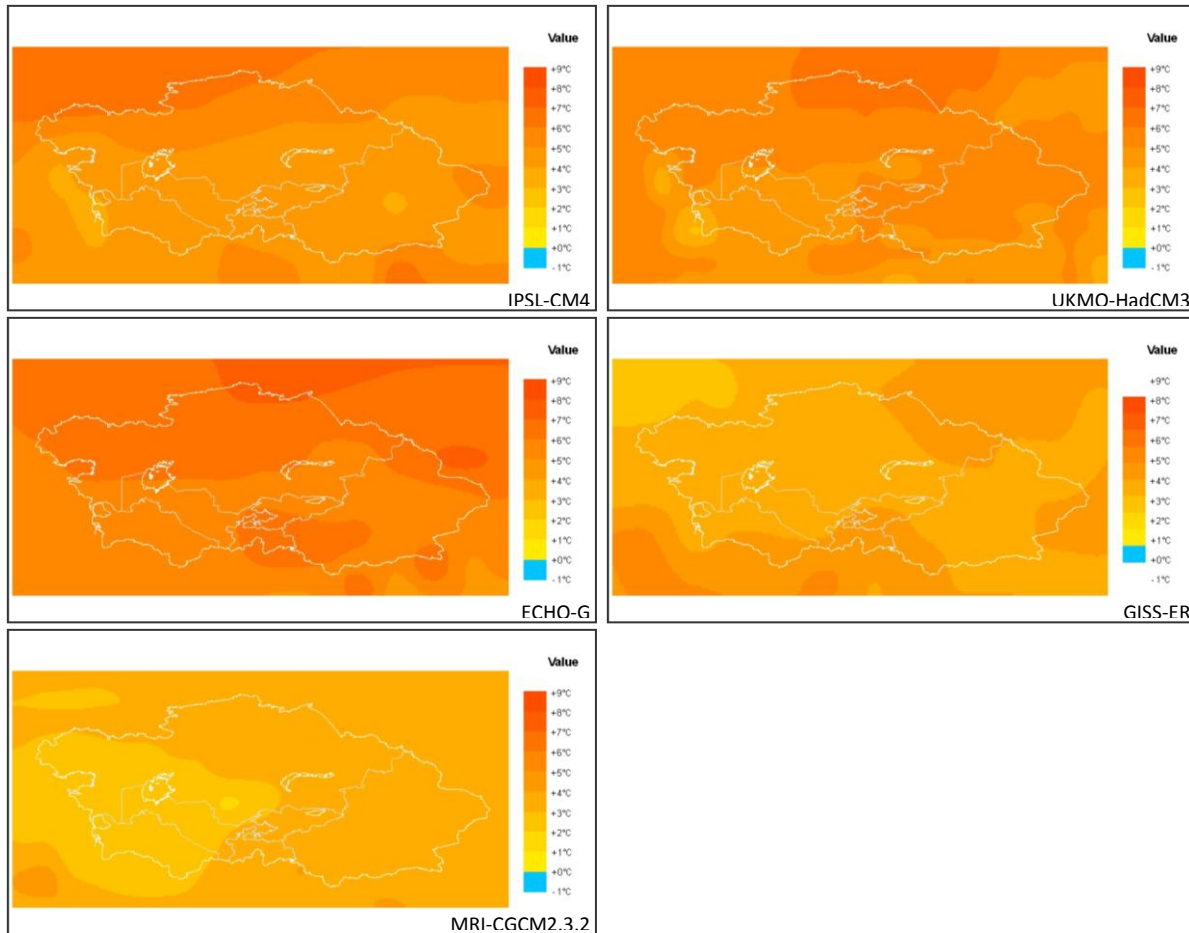 Value
+9°C
+8°C
+7°C
+6°C
+5°C
+4°C
+3°C
+2°C
+1°C
+0°C
- 1°C
IPSL-CM4
Value
+9°C
+8°C
+7°C
+6°C
+5°C
+4°C
+3°C
+2°C
+1°C
+0°C
- 1°C
UKMO-HadCM3
Value
+9°C
+8°C
+7°C
+6°C
+5°C
+4°C
+3°C
+2°C
+1°C
+0°C
- 1°C
ECHO-G
Value
+9°C
+8°C
+7°C
+6°C
+5°C
+4°C
+3°C
+2°C
+1°C
+0°C
- 1°C
GISS-ER
Value
+9°C
+8°C
+7°C
+6°C
+5°C
+4°C
+3°C
+2°C
+1°C
+0°C
- 1°C
MRI-CGCM2.3.2